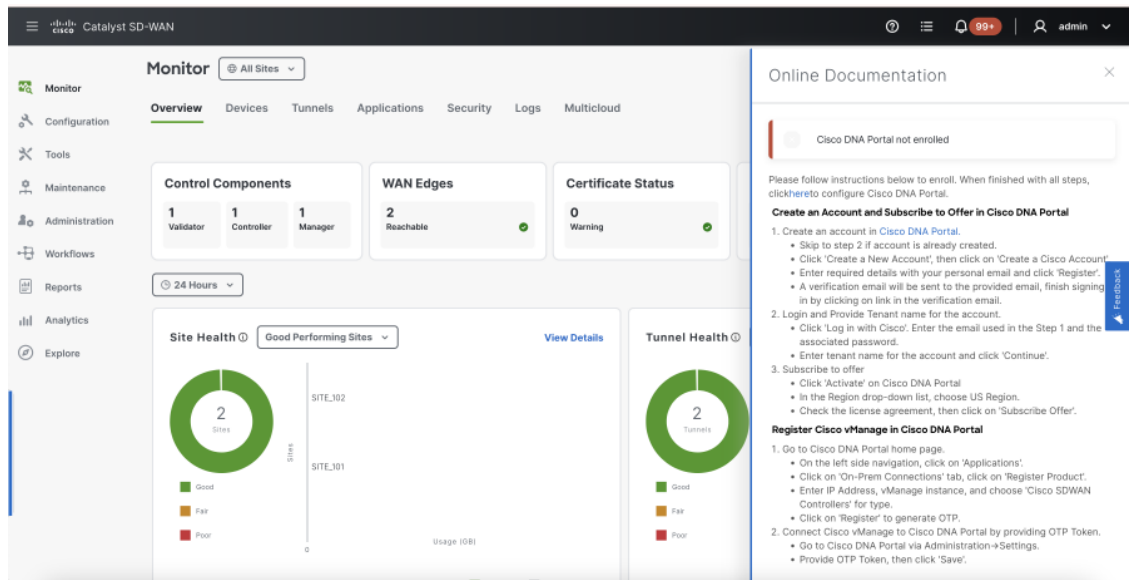 CISCO Catalyst SD-WAN
99+
admin
Monitor
Configuration
Tools
Maintenance
Administration
Workflows
Reports
Analytics
Explore
Monitor All Sites
Overview Devices Tunnels Applications Security Logs Multicloud
Control Components
1 1 1
Validator Controller Manager
WAN Edges
2
Reachable
Certificate Status
0
Warning
24 Hours
Site Health Good Performing Sites View Details
2
Sites
Good
Fair
Poor
Sites
SITE_102
SITE_101
0
Usage (GB)
Tunnel Health
2
Tunnels
Good
Fair
Poor
Online Documentation
Cisco DNA Portal not enrolled
Please follow instructions below to enroll. When finished with all steps,
clickhereto configure Cisco DNA Portal.
Create an Account and Subscribe to Offer in Cisco DNA Portal
1. Create an account in Cisco DNA Portal.
• Skip to step 2 if account is already created.
• Click 'Create a New Account', then click on 'Create a Cisco Account'
• Enter required details with your personal email and click 'Register'.
• A verification email will be sent to the provided email, finish signing
in by clicking on link in the verification email.
2. Login and Provide Tenant name for the account.
• Click 'Log in with Cisco'. Enter the email used in the Step 1 and the
associated password.
• Enter tenant name for the account and click 'Continue'.
3. Subscribe to offer
• Click 'Activate' on Cisco DNA Portal
• In the Region drop-down list, choose US Region.
• Check the license agreement, then click on 'Subscribe Offer'.
Register Cisco vManage in Cisco DNA Portal
1. Go to Cisco DNA Portal home page.
• On the left side navigation, click on 'Applications'.
• Click on 'On-Prem Connections' tab, click on 'Register Product'.
• Enter IP Address, vManage instance, and choose 'Cisco SDWAN
Controllers' for type.
• Click on 'Register' to generate OTP.
2. Connect Cisco vManage to Cisco DNA Portal by providing OTP Token.
• Go to Cisco DNA Portal via Administration→Settings.
• Provide OTP Token, then click 'Save'.
Feedback